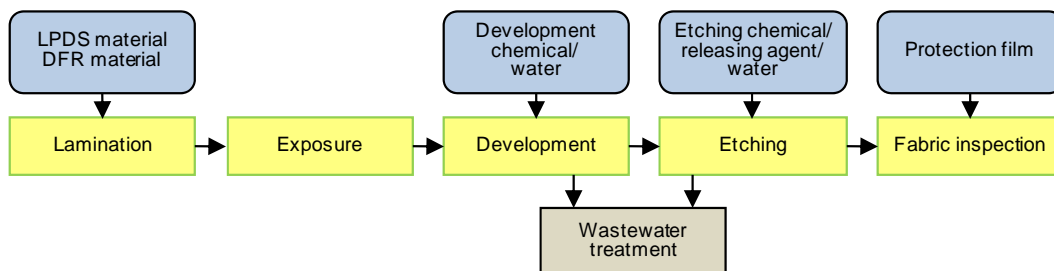 LPDS material
DFR material
Development
chemical/
water
Etching chemical/
releasing agent/
water
Protection film
Lamination
Exposure
Development
Etching
Fabric inspection
Wastewater
treatment